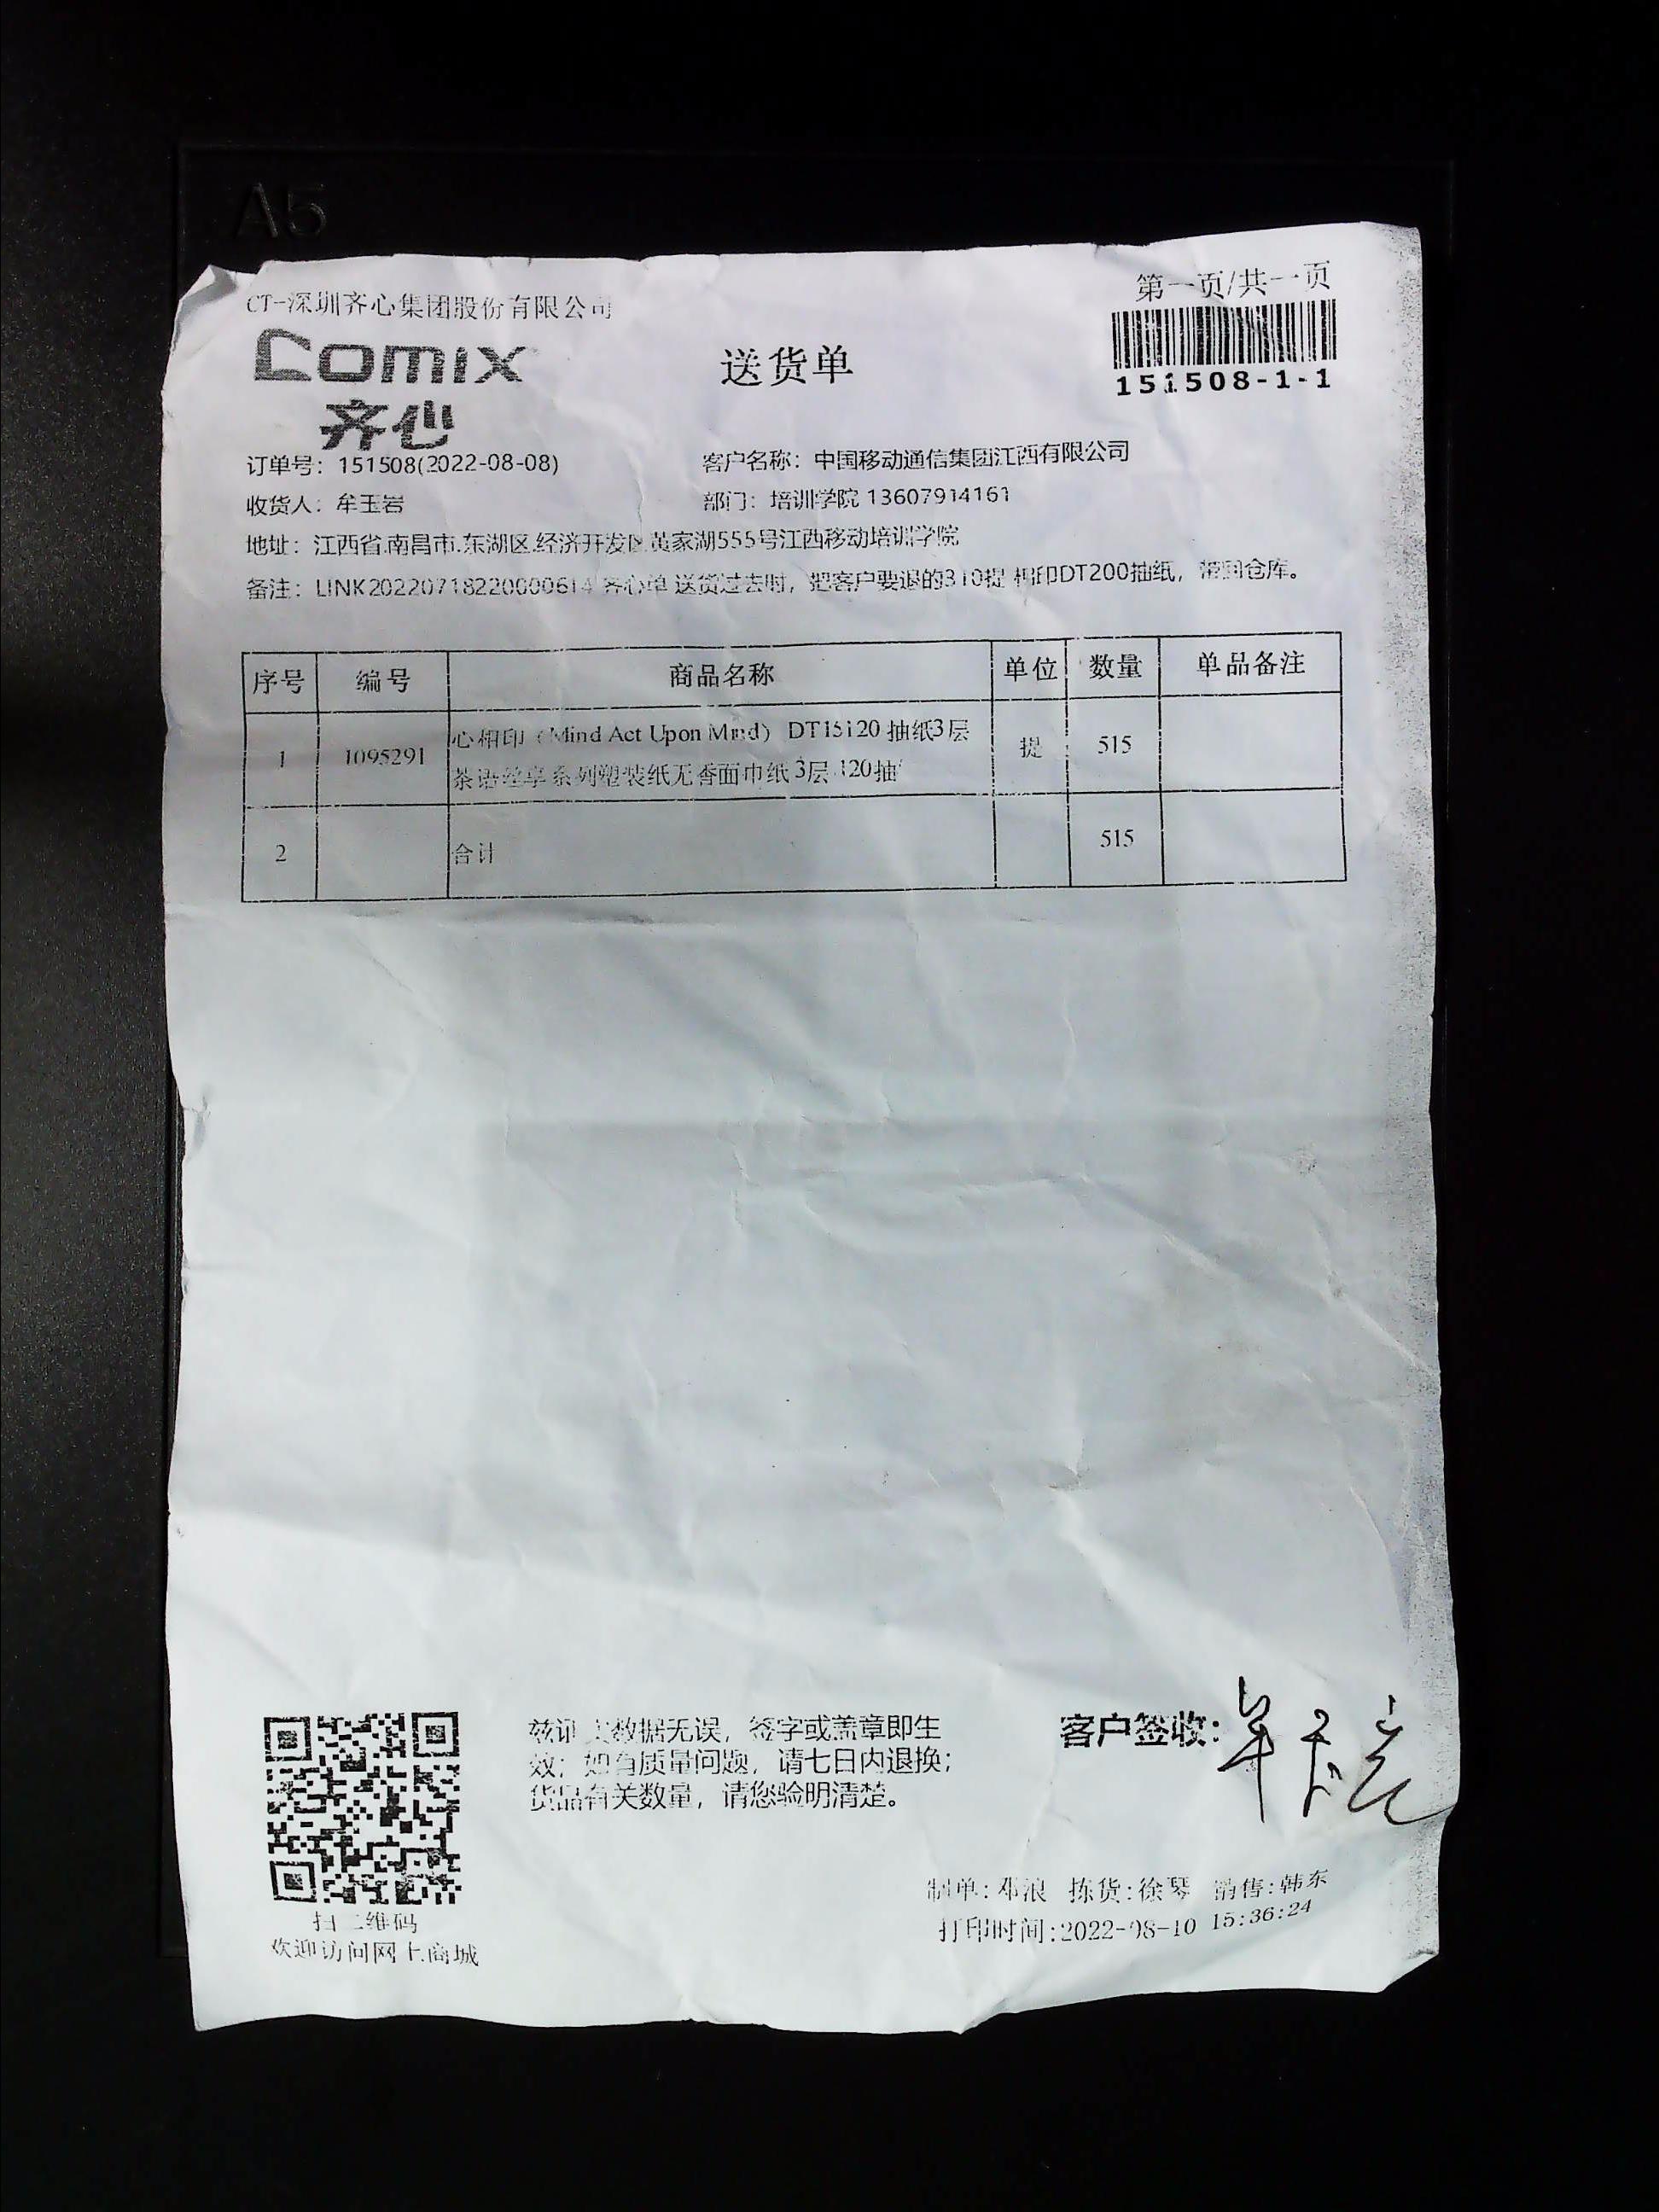 A5
CT-深圳齐心集团股份有限公司
第一页/共一页
comix
齐心
送货单
151508-1-1
订单号：151508(2022-08-08)
客户名称：中国移动通信集团江西有限公司
收货人：牟玉岩
部门：培训学院 13607914161
地址：江西省.南昌市.东湖区.经济开发区.黄家湖555号江西移动培训学院
备注：LINK2022071822000614 齐心单 送货过去时，把客户要退的310提 相印DT200抽纸，带回仓库。
序号 编号 商品名称 单位 数量 单品备注
1 1095291 心相印（Mind Act Upon Mind） DT15120 抽纸3层 提 515
茶语丝享系列塑装纸无香面巾纸 3层 120抽
2 合计 515
数据无误，签字或盖章即生
效；如有质量问题，请七日内退换；
货品有关数量，请您验明清楚。
客户签收：牟玉岩
扫二维码
欢迎访问网上商城
制单:邓浪 拣货:徐琴 销售:韩东
打印时间:2022-08-10 15:36:24